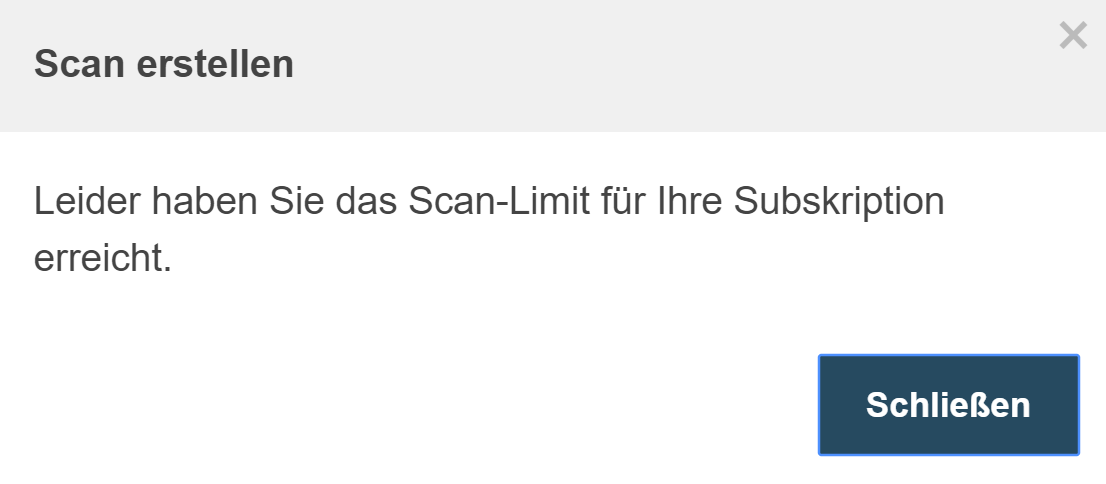 Scan erstellen
Leider haben Sie das Scan-Limit für Ihre Subskription
erreicht.
Schließen